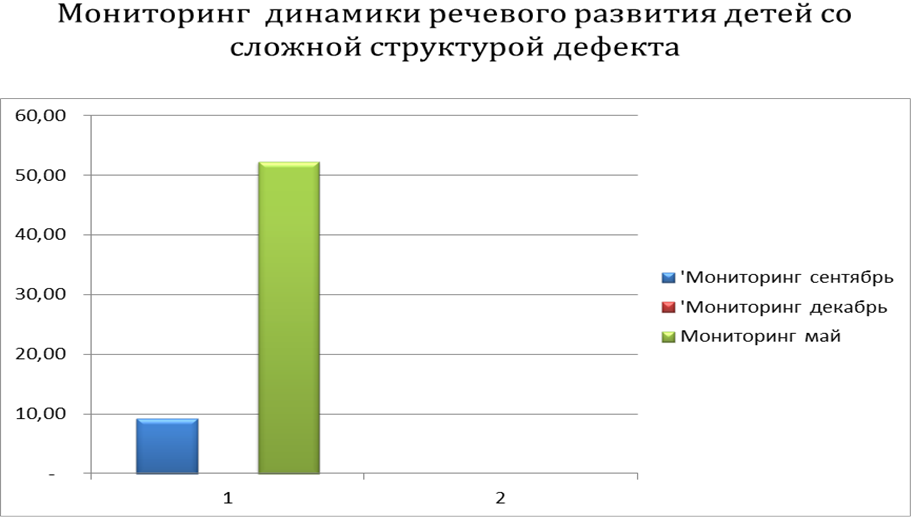 Мониторинг динамики речевого развития детей со
сложной структурой дефекта
60,00
50,00
40,00
30,00
20,00
10,00
-
1 2
'Мониторинг сентябрь
'Мониторинг декабрь
Мониторинг май